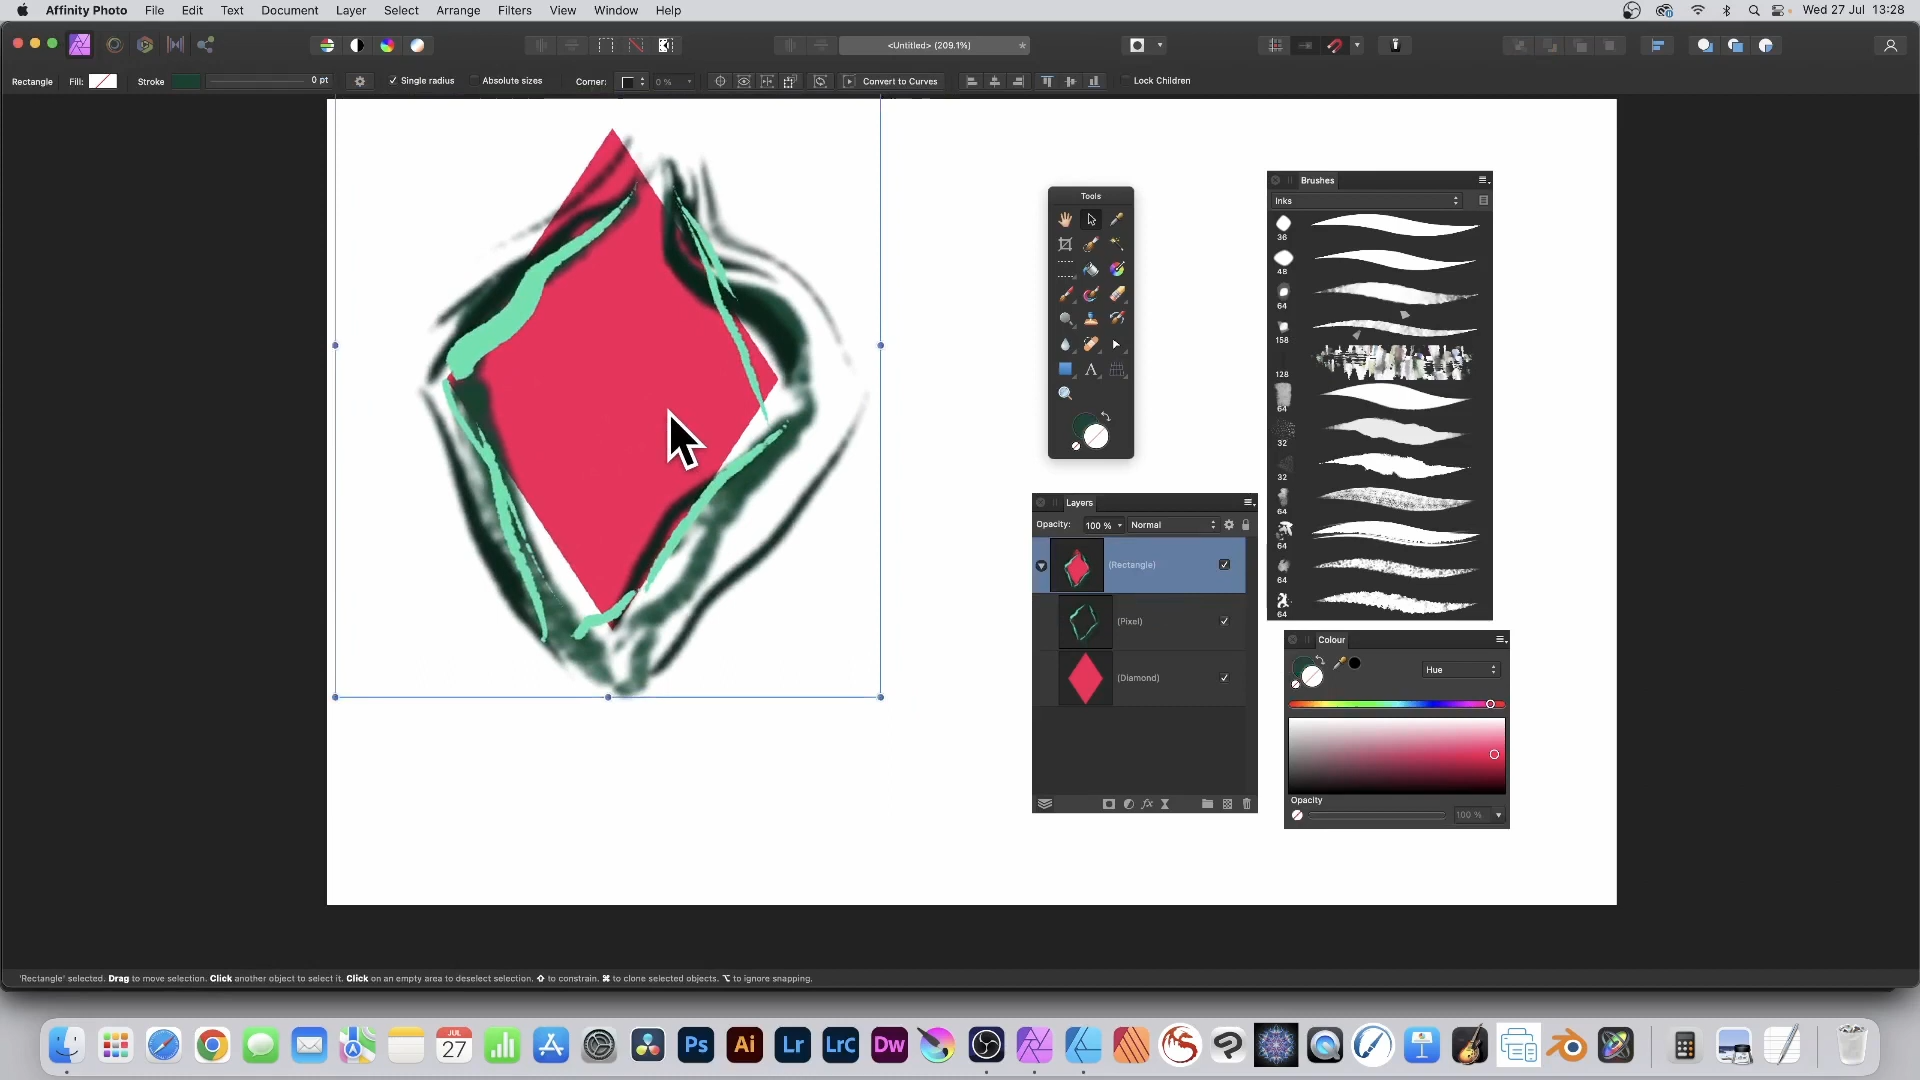 Affinity Photo File Edit Text Document Layer Select Arrange Filters View Window Help Wed 27 Jul 13:28
<Untitled> (209.1%)
Rectangle Fill: Stroke 0 pt Single radius Absolute sizes Corner: 0 % Convert to Curves Lock Children
Tools
A
Brushes
Inks
36
48
64
158
128
64
32
32
64
64
64
64
Layers
Opacity: 100 % Normal
(Rectangle)
fx
(Pixel)
(Diamond)
Colour
Hue
Opacity
100 %
'Rectangle' selected. Drag to move selection. Click another object to select it. Click on an empty area to deselect selection. ⇧ to constrain. ⌘ to clone selected objects. ⌥ to ignore snapping.
JUL
27
Ps
Ai
Lr
LrC
Dw